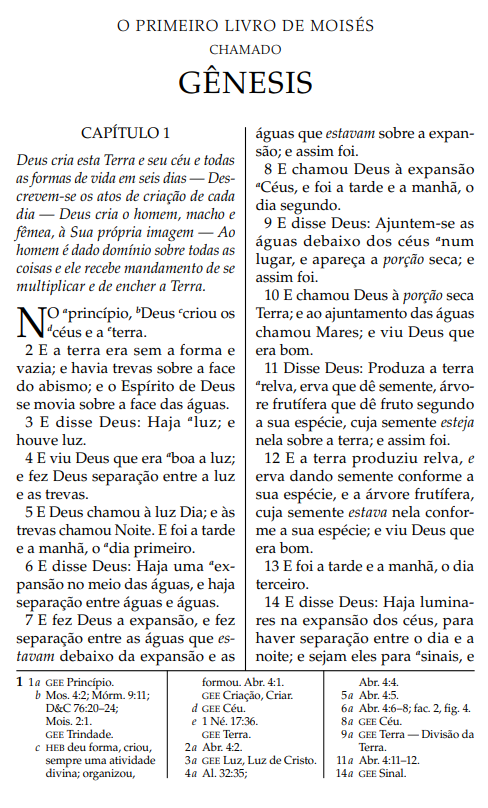 O PRIMEIRO LIVRO DE MOISÉS
CHAMADO
GÊNESIS
CAPÍTULO 1
Deus cria esta Terra e seu céu e todas
as formas de vida em seis dias — Des-
crevem-se os atos de criação de cada
dia — Deus cria o homem, macho e
fêmea, à Sua própria imagem — Ao
homem é dado domínio sobre todas as
coisas e ele recebe mandamento de se
multiplicar e de encher a Terra.
NO aprincípio, bDeus ccriou os
dcéus e a eterra.
2 E a terra era sem a forma e
vazia; e havia trevas sobre a face
do abismo; e o Espírito de Deus
se movia sobre a face das águas.
3 E disse Deus: Haja aluz; e
houve luz.
4 E viu Deus que era aboa a luz;
e fez Deus separação entre a luz
e as trevas.
5 E Deus chamou à luz Dia; e às
trevas chamou Noite. E foi a tarde
e a manhã, o adia primeiro.
6 E disse Deus: Haja uma aex-
pansão no meio das águas, e haja
separação entre águas e águas.
7 E fez Deus a expansão, e fez
separação entre as águas que es-
tavam debaixo da expansão e as
águas que estavam sobre a expan-
são; e assim foi.
8 E chamou Deus à expansão
aCéus, e foi a tarde e a manhã, o
dia segundo.
9 E disse Deus: Ajuntem-se as
águas debaixo dos céus anum
lugar, e apareça a porção seca; e
assim foi.
10 E chamou Deus à porção seca
Terra; e ao ajuntamento das águas
chamou Mares; e viu Deus que
era bom.
11 Disse Deus: Produza a terra
arelva, erva que dê semente, árvo-
re frutífera que dê fruto segundo
a sua espécie, cuja semente esteja
nela sobre a terra; e assim foi.
12 E a terra produziu relva, e
erva dando semente conforme a
sua espécie, e a árvore frutífera,
cuja semente estava nela confor-
me a sua espécie; e viu Deus que
era bom.
13 E foi a tarde e a manhã, o dia
terceiro.
14 E disse Deus: Haja lumina-
res na expansão dos céus, para
haver separação entre o dia e a
noite; e sejam eles para asinais, e
1 1a GEE Princípio.
b Mos. 4:2; Mórm. 9:11;
D&C 76:20–24;
Mois. 2:1.
GEE Trindade.
c HEB deu forma, criou,
sempre uma atividade
divina; organizou,
formou. Abr. 4:1.
GEE Criação, Criar.
d GEE Céu.
e 1 Né. 17:36.
GEE Terra.
2a Abr. 4:2.
3a GEE Luz, Luz de Cristo.
4a Al. 32:35;
Abr. 4:4.
5a Abr. 4:5.
6a Abr. 4:6–8; fac. 2, fig. 4.
8a GEE Céu.
9a GEE Terra — Divisão da
Terra.
11a Abr. 4:11–12.
14a GEE Sinal.